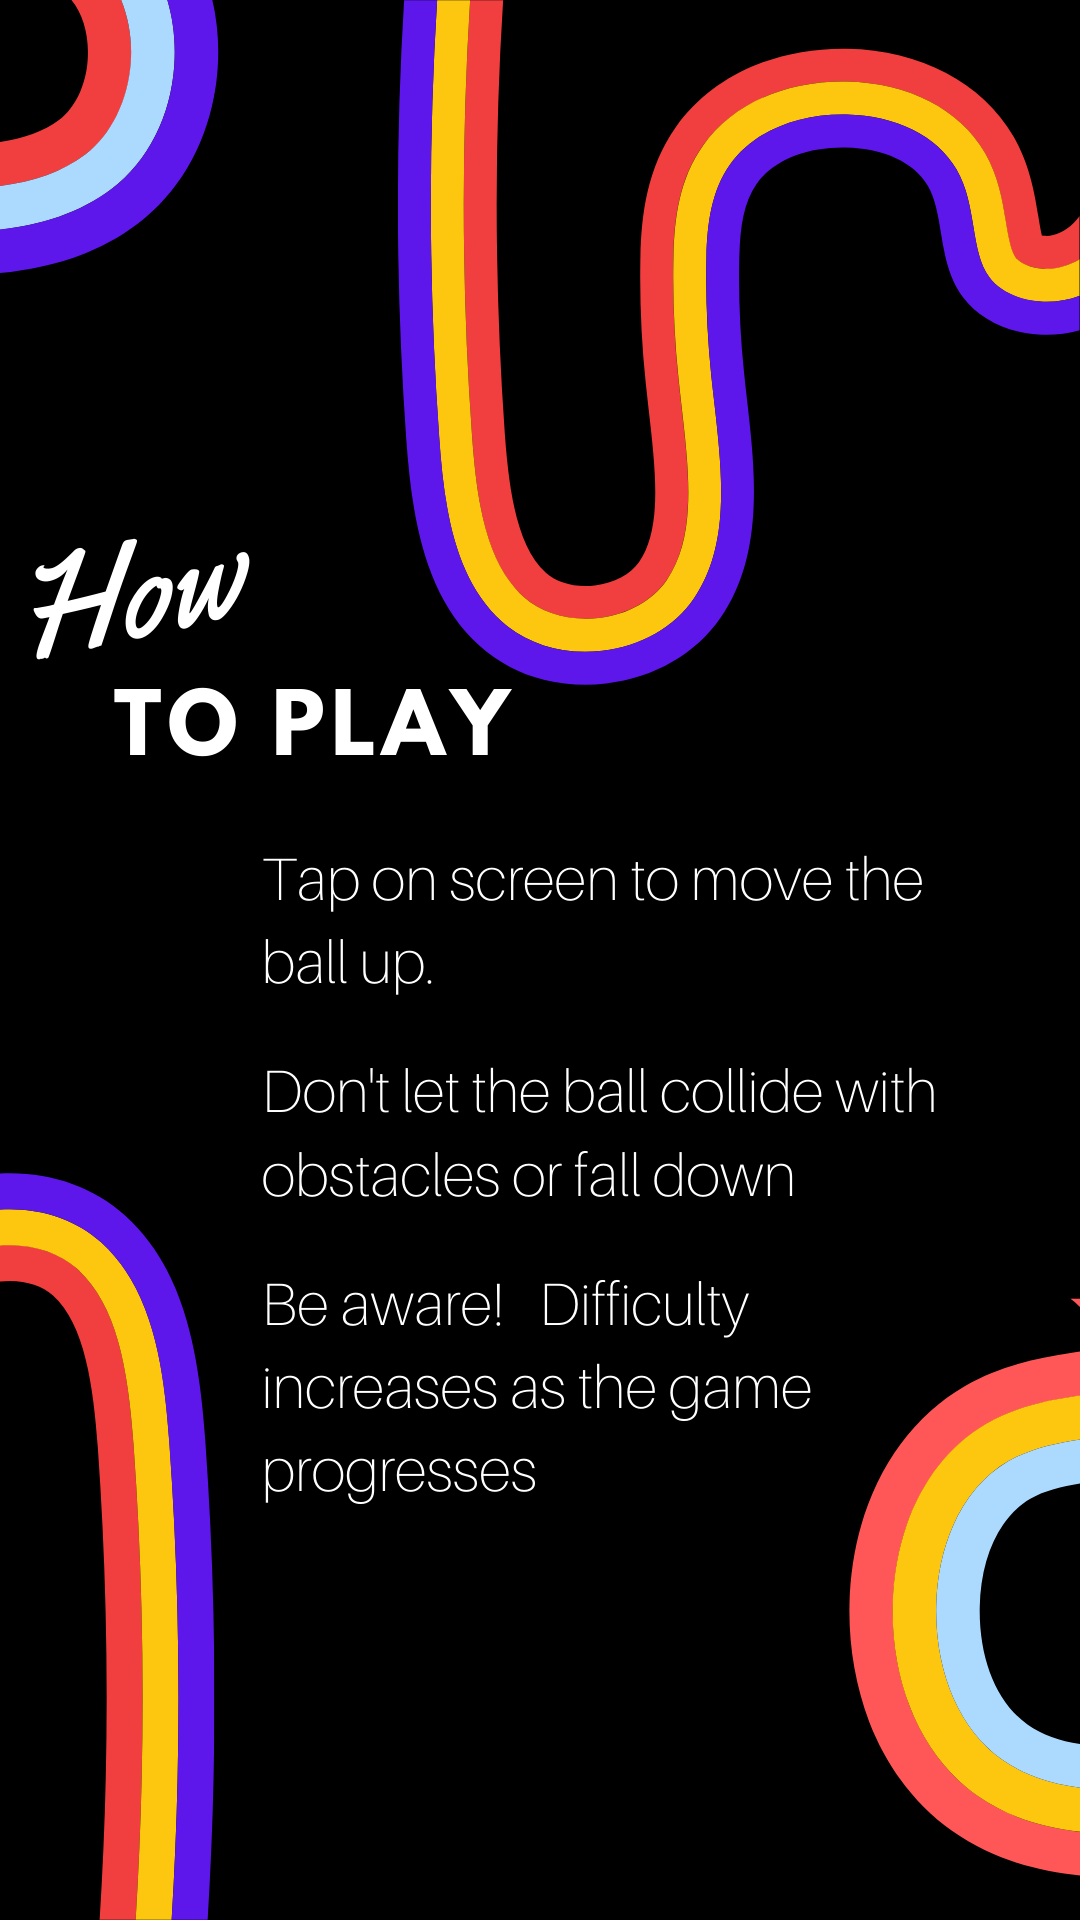 How
TO PLAY
Tap on screen to move the
ball up.
Don't let the ball collide with
obstacles or fall down
Be aware!   Difficulty
increases as the game
progresses